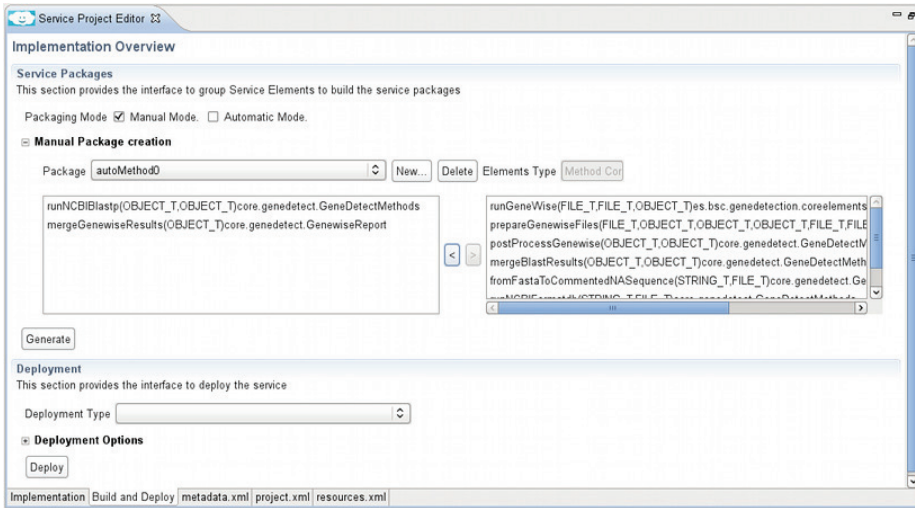 Service Project Editor
Implementation Overview
Service Packages
This section provides the interface to group Service Elements to build the service packages
Packaging Mode Manual Mode. Automatic Mode.
Manual Package creation
Package autoMethod0 New... Delete Elements Type Method Cor
runNCBIBlastp(OBJECT_T,OBJECT_T)core.genedetect.GeneDetectMethods
mergeGenewiseResults(OBJECT_T)core.genedetect.GenewiseReport
< >
runGeneWise(FILE_T,FILE_T,OBJECT_T)es.bsc.genedetection.coreelements
prepareGenewiseFiles(FILE_T,OBJECT_T,OBJECT_T,OBJECT_T,FILE_T,FILE
postProcessGenewise(OBJECT_T,OBJECT_T)core.genedetect.GeneDetectM
mergeBlastResults(OBJECT_T,OBJECT_T)core.genedetect.GeneDetectMeth
fromFastaToCommentedNASequence(STRING_T,FILE_T)core.genedetect.Ge
Generate
Deployment
This section provides the interface to deploy the service
Deployment Type
Deployment Options
Deploy
Implementation Build and Deploy metadata.xml project.xml resources.xml